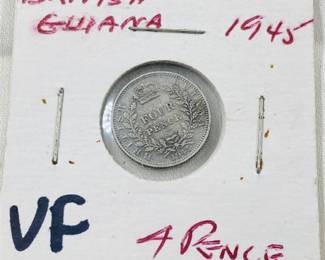 BRITISH
GUIANA 1945
FOUR
PENCE
VF 4 PENCE